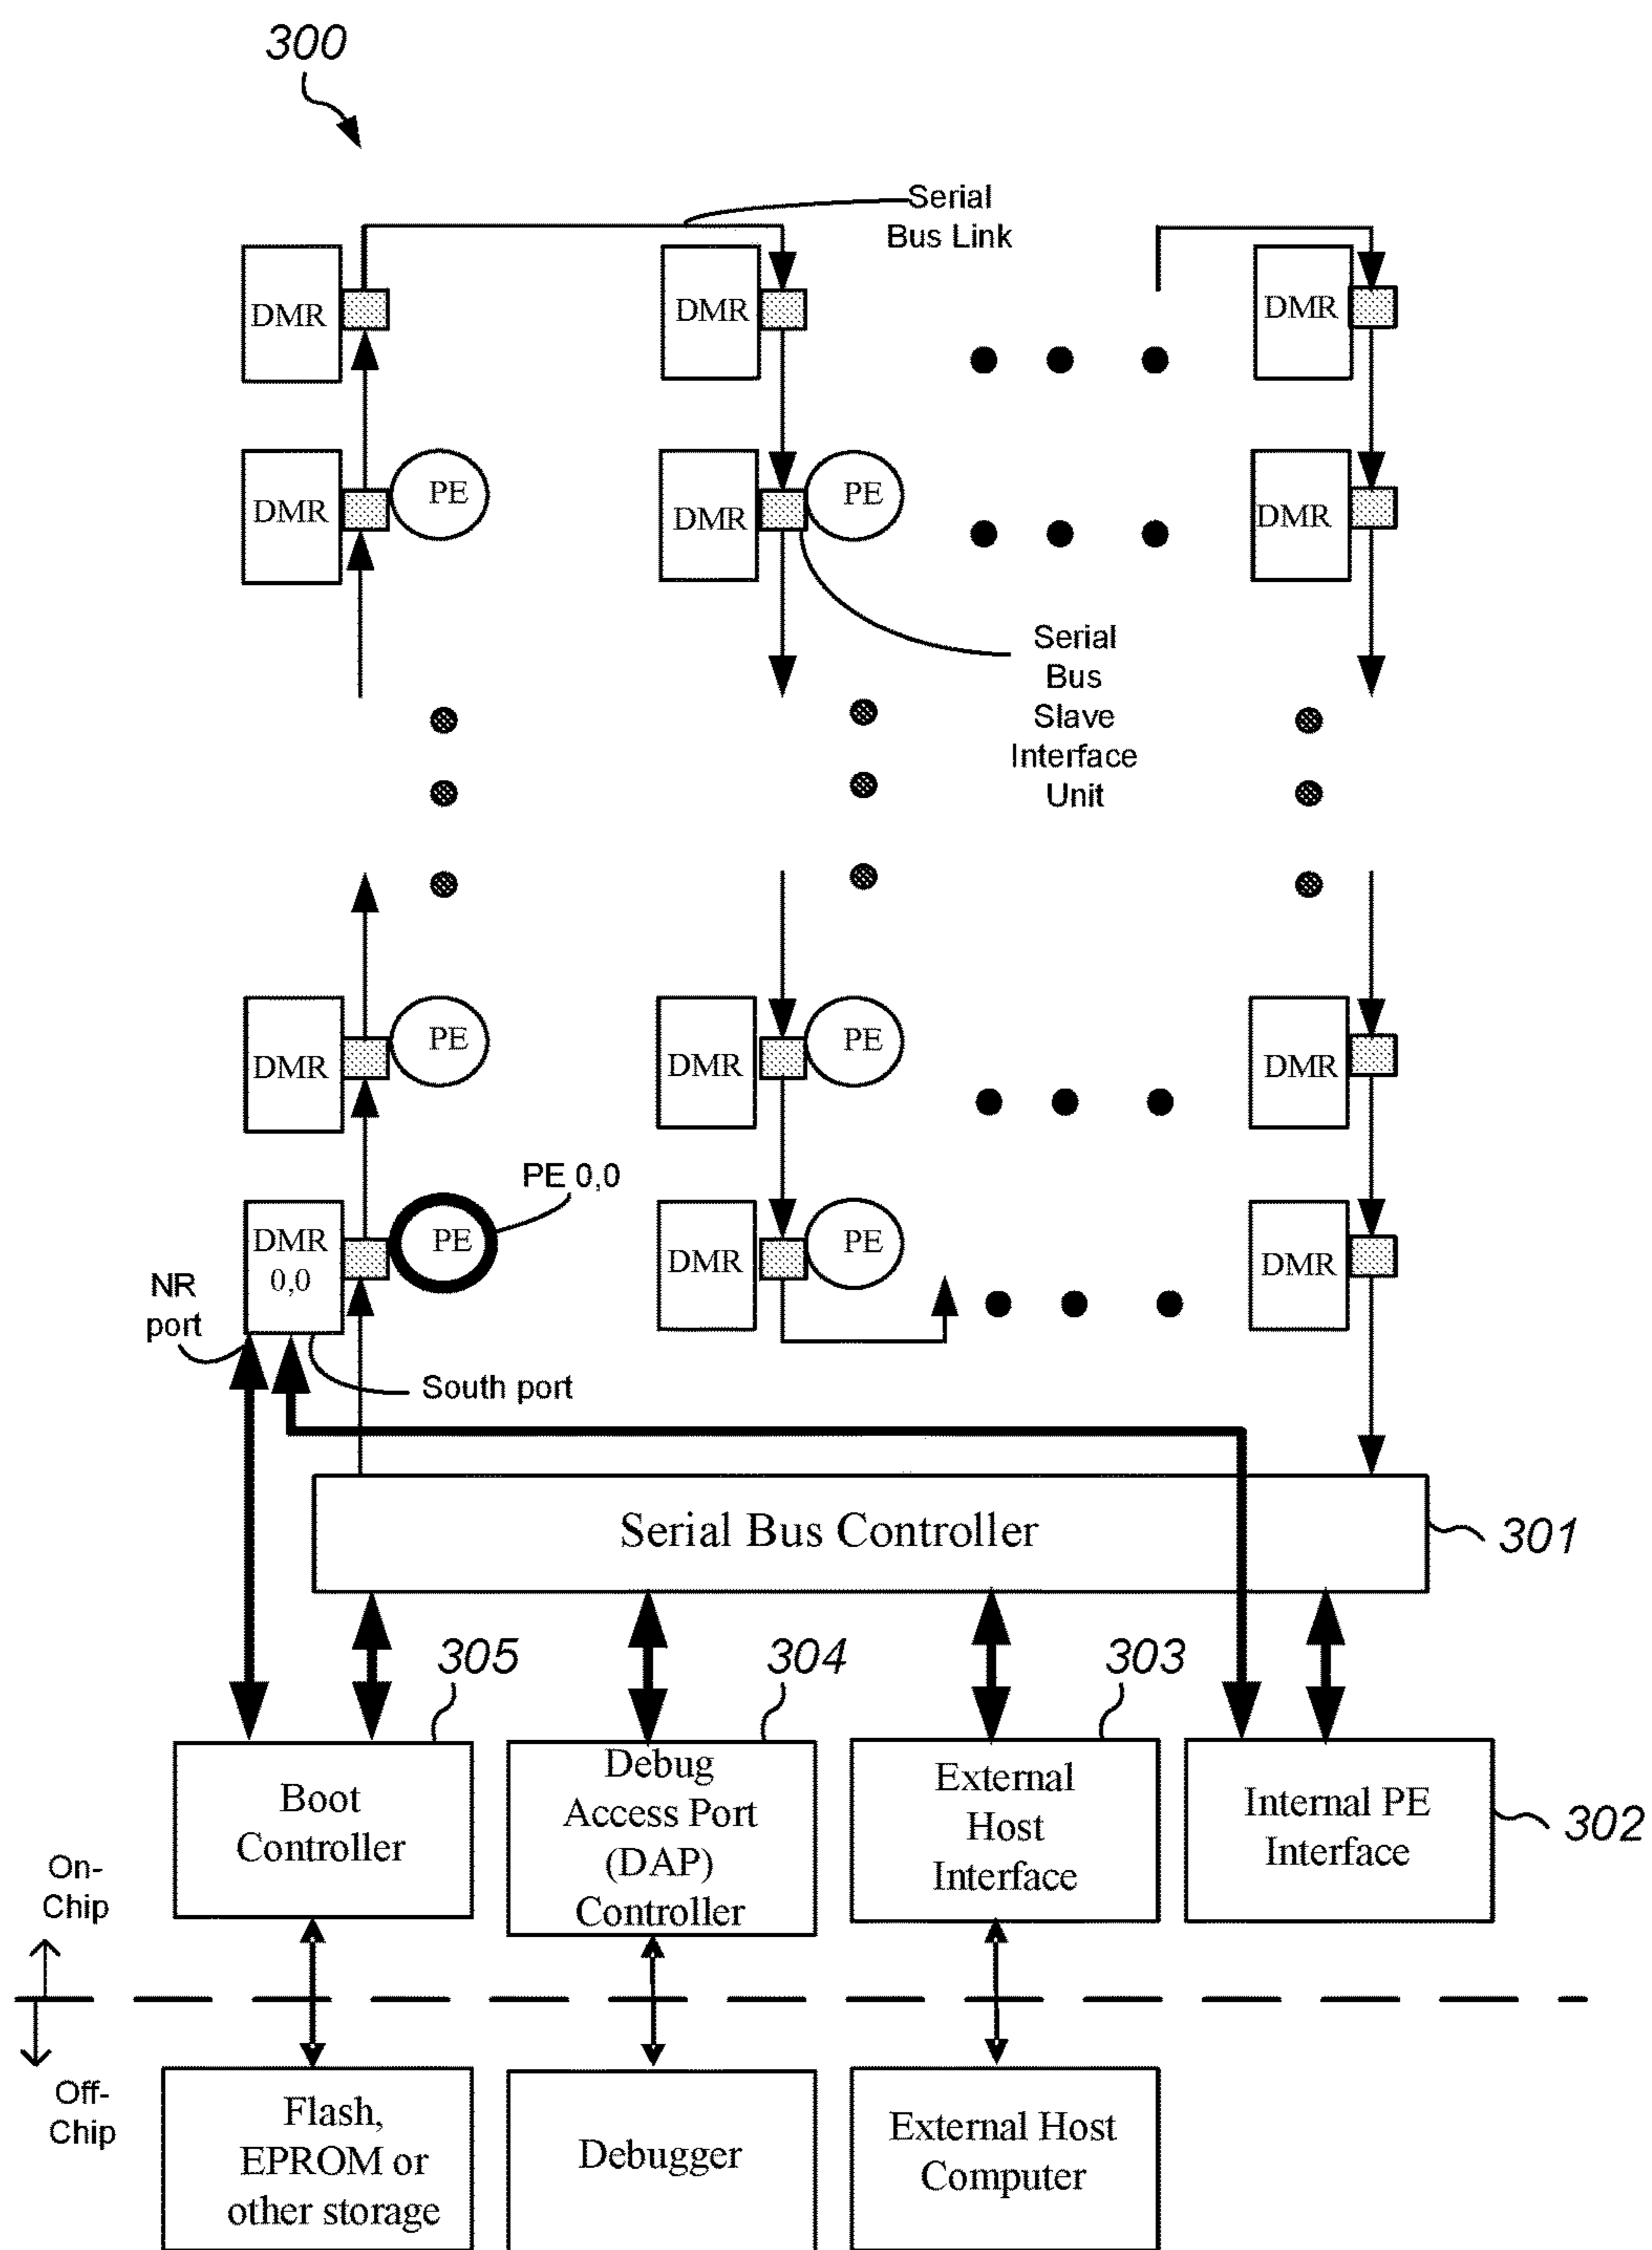 300
Serial
Bus Link
DMR
DMR
DMR
DMR
PE
DMR
PE
DMR
Serial
Bus
Slave
Interface
Unit
DMR
PE
DMR
PE
DMR
PE 0,0
DMR
0,0
PE
DMR
PE
DMR
NR
port
South port
Serial Bus Controller
301
305
304
303
Boot
Controller
Debug
Access Port
(DAP)
Controller
External
Host
Interface
Internal PE
Interface
302
On-
Chip
Off-
Chip
Flash,
EPROM or
other storage
Debugger
External Host
Computer